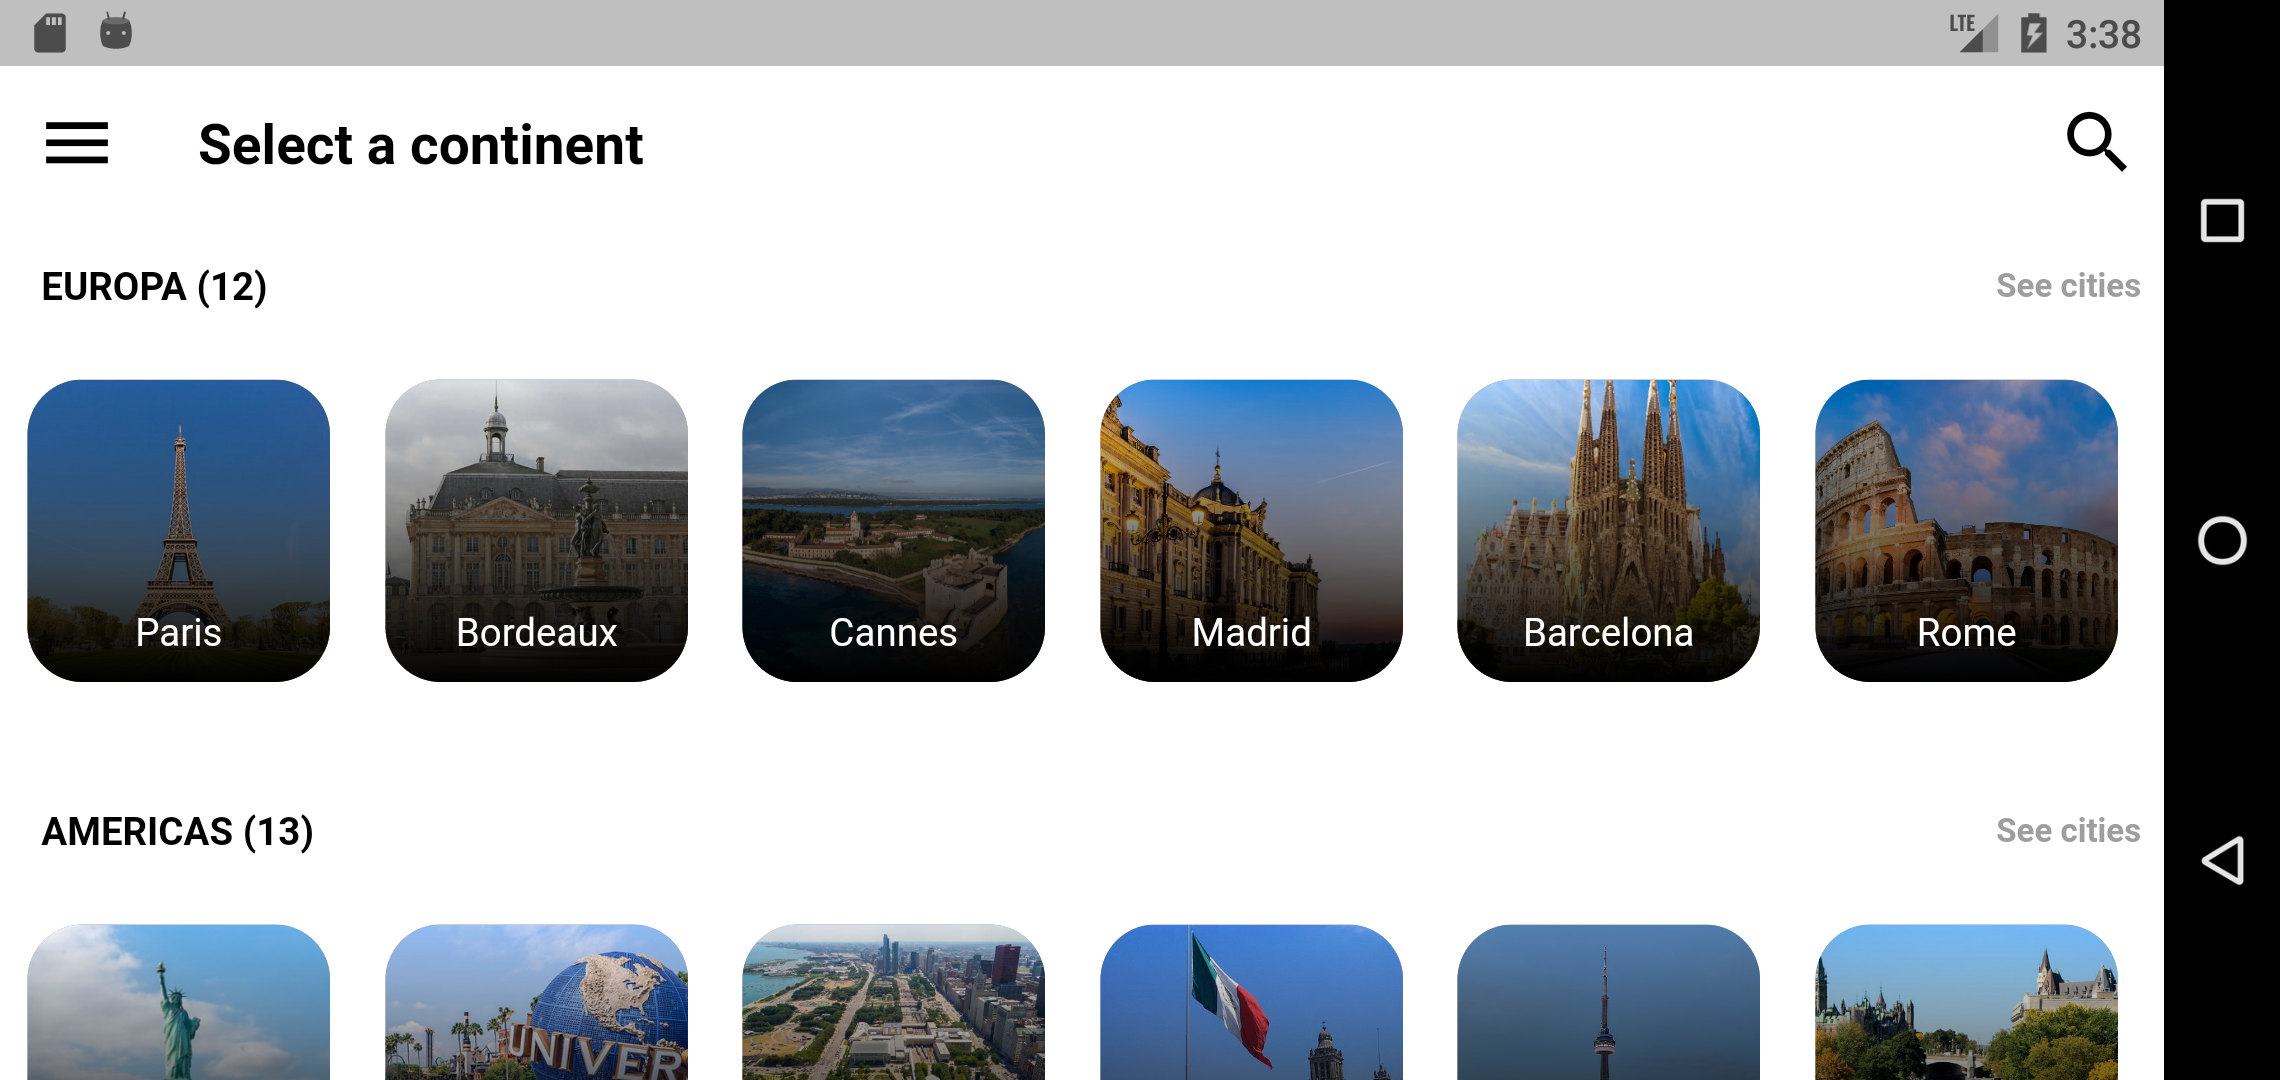 LTE 3:38
Select a continent
EUROPA (12)
See cities
Paris
Bordeaux
Cannes
Madrid
Barcelona
Rome
AMERICAS (13)
See cities
UNIVER